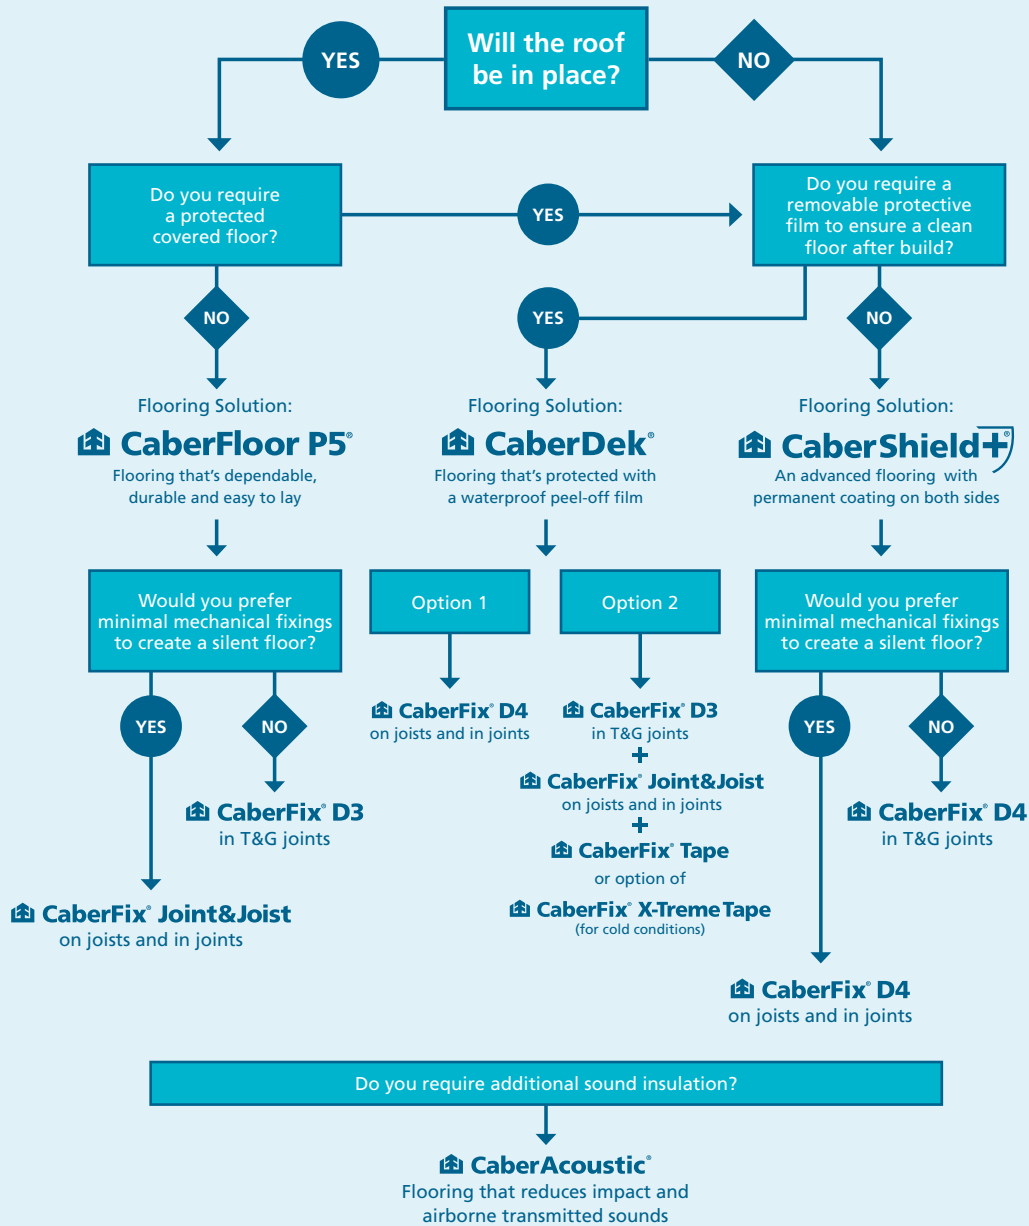 Will the roof
be in place?
YES
NO
Do you require
a protected
covered floor?
YES
Do you require a
removable protective
film to ensure a clean
floor after build?
NO
YES
NO
Flooring Solution:
CaberFloor P5®
Flooring that's dependable,
durable and easy to lay
Flooring Solution:
CaberDek®
Flooring that's protected with
a waterproof peel-off film
Flooring Solution:
CaberShield+®
An advanced flooring with
permanent coating on both sides
Would you prefer
minimal mechanical fixings
to create a silent floor?
Option 1
Option 2
Would you prefer
minimal mechanical fixings
to create a silent floor?
YES
NO
CaberFix® D4
on joists and in joints
CaberFix® D3
in T&G joints
+
CaberFix® Joint&Joist
on joists and in joints
+
CaberFix® Tape
or option of
CaberFix® X-Treme Tape
(for cold conditions)
YES
NO
CaberFix® D3
in T&G joints
CaberFix® D4
in T&G joints
CaberFix® Joint&Joist
on joists and in joints
CaberFix® D4
on joists and in joints
Do you require additional sound insulation?
CaberAcoustic®
Flooring that reduces impact and
airborne transmitted sounds